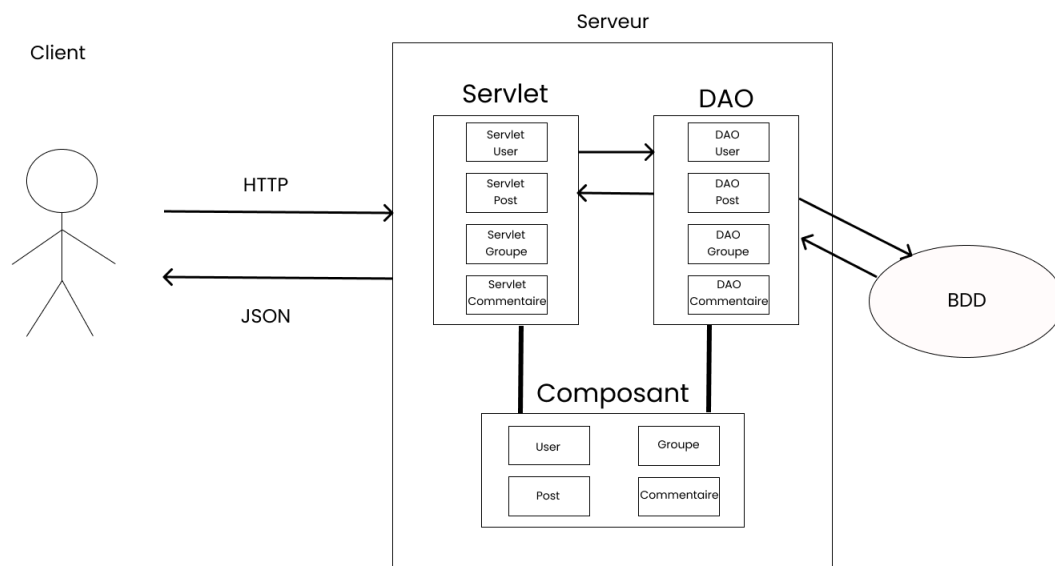 Serveur
Client
Servlet
DAO
Servlet
User
DAO
User
Servlet
Post
DAO
Post
HTTP
Servlet
Groupe
DAO
Groupe
Servlet
Commentaire
DAO
Commentaire
BDD
JSON
Composant
User
Groupe
Post
Commentaire